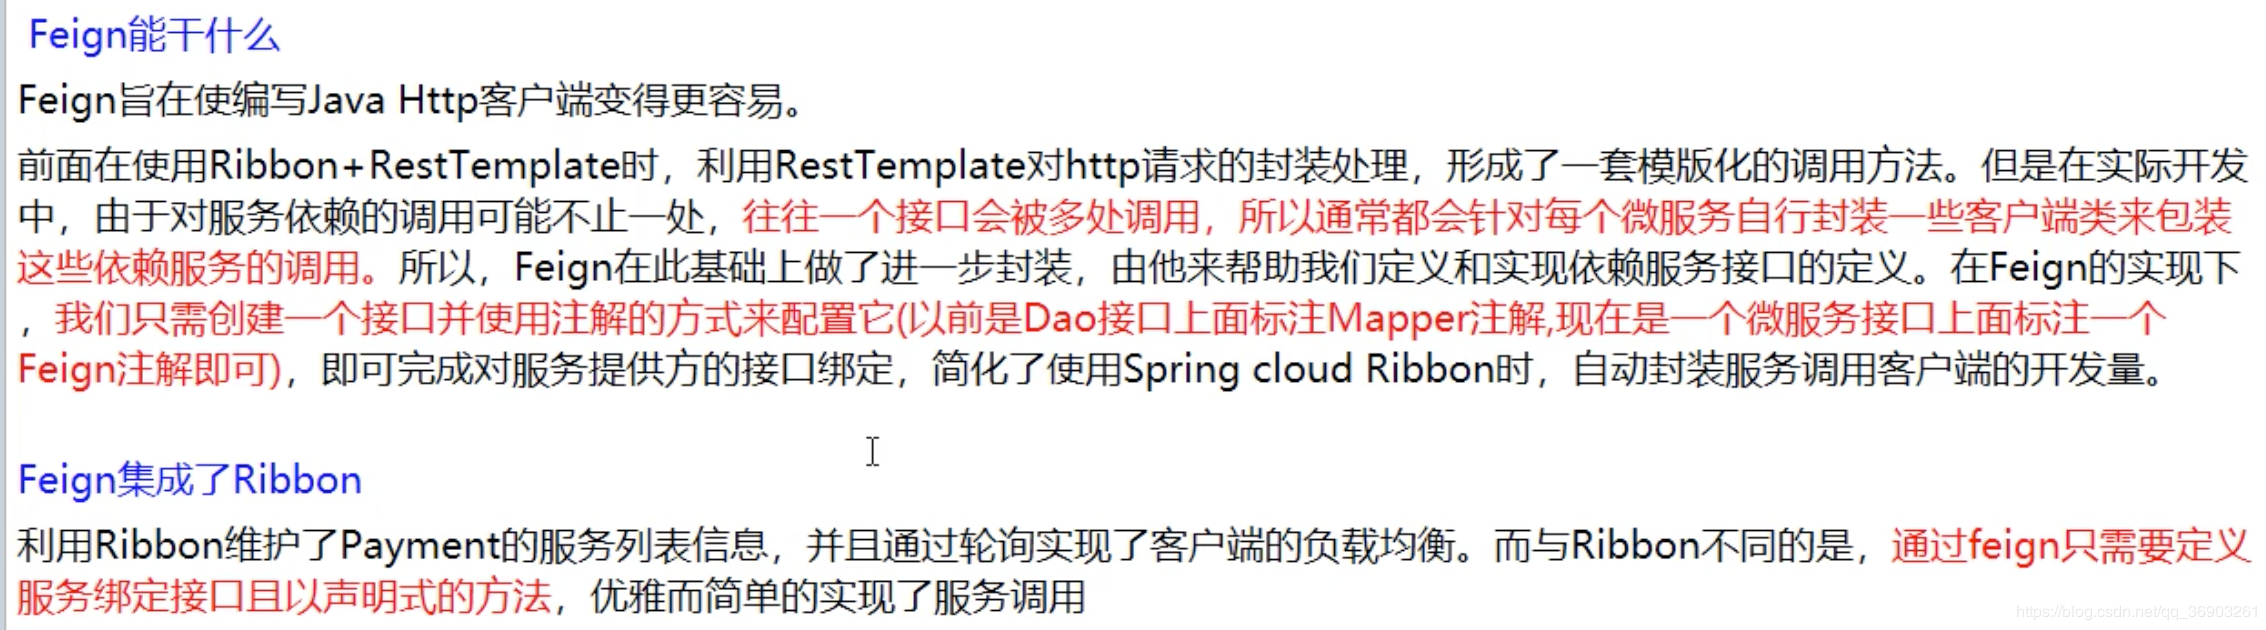 Feign能干什么
Feign旨在使编写Java Http客户端变得更容易。
前面在使用Ribbon+RestTemplate时，利用RestTemplate对http请求的封装处理，形成了一套模版化的调用方法。但是在实际开发
中，由于对服务依赖的调用可能不止一处，往往一个接口会被多处调用，所以通常都会针对每个微服务自行封装一些客户端类来包装
这些依赖服务的调用。所以，Feign在此基础上做了进一步封装，由他来帮助我们定义和实现依赖服务接口的定义。在Feign的实现下
，我们只需创建一个接口并使用注解的方式来配置它(以前是Dao接口上面标注Mapper注解,现在是一个微服务接口上面标注一个
Feign注解即可)，即可完成对服务提供方的接口绑定，简化了使用Spring cloud Ribbon时，自动封装服务调用客户端的开发量。
Feign集成了Ribbon
利用Ribbon维护了Payment的服务列表信息，并且通过轮询实现了客户端的负载均衡。而与Ribbon不同的是，通过feign只需要定义
服务绑定接口且以声明式的方法，优雅而简单的实现了服务调用
https://blog.csdn.net/qq_36903261